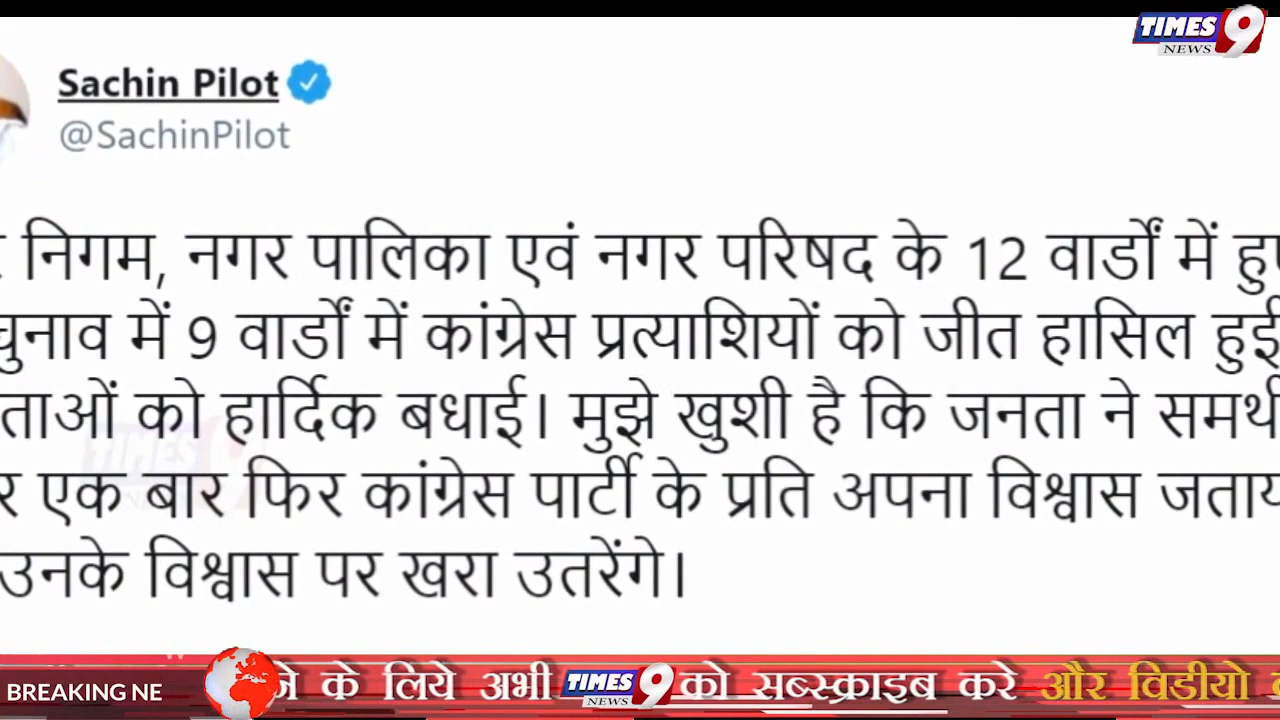 TIMES 9
NEWS
Sachin Pilot
@SachinPilot
निगम, नगर पालिका एवं नगर परिषद के 12 वार्डों में
चुनाव में 9 वार्डों में कांग्रेस प्रत्याशियों को जीत हासिल हुई
ताओं को हार्दिक बधाई। मुझे खुशी है कि जनता ने समर्थ
र एक बार फिर कांग्रेस पार्टी के प्रति अपना विश्वास जताय
उनके विश्वास पर खरा उतरेंगे।
BREAKING NE
के लिये अभी TIMES 9 NEWS को सब्स्क्राइब करे और विडीयो